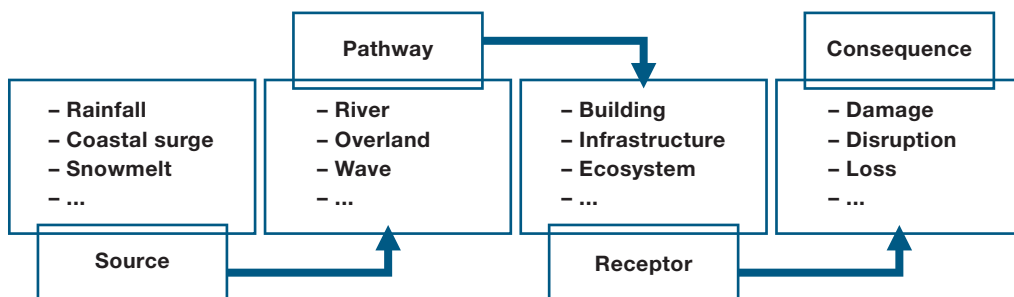 Pathway
Consequence
– Rainfall
– Coastal surge
– Snowmelt
– ...
– River
– Overland
– Wave
– ...
– Building
– Infrastructure
– Ecosystem
– ...
– Damage
– Disruption
– Loss
– ...
Source
Receptor